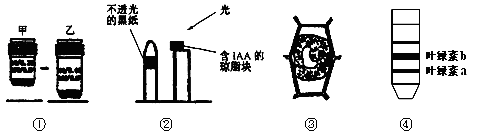 甲 乙
不透光
的黑纸
光
含IAA的
琼脂块
叶绿素b
叶绿素a
① ② ③ ④